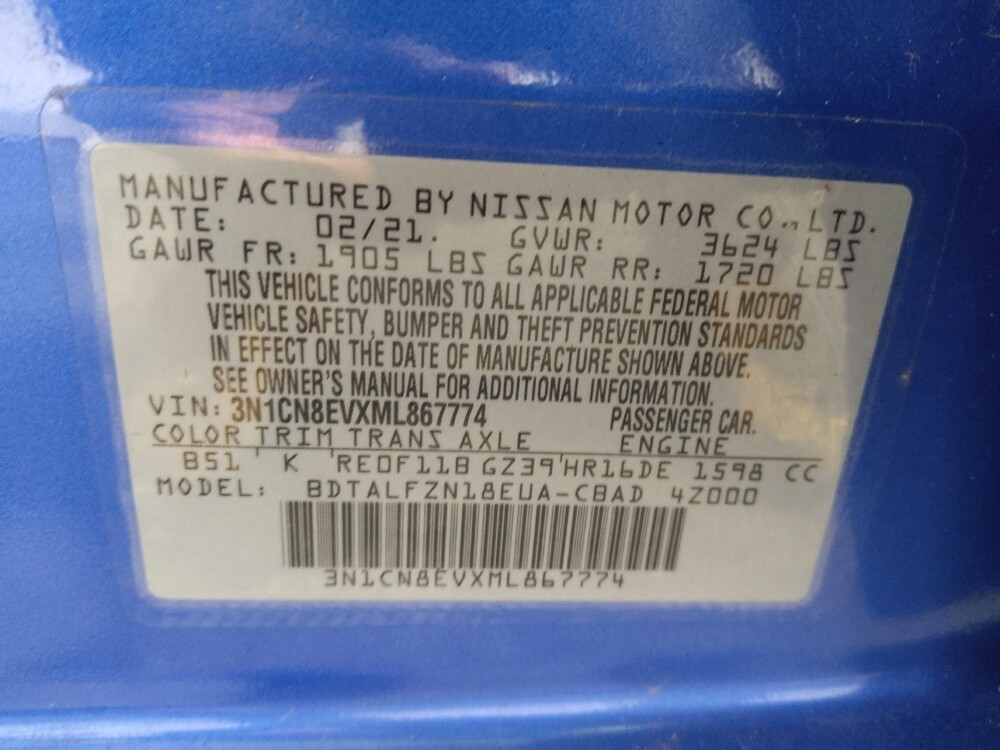 MANUFACTURED BY NISSAN MOTOR CO., LTD.
DATE: 02/21. GVWR: 3624 LBS
GAWR FR: 1905 LBS GAWR RR: 1720 LBS
THIS VEHICLE CONFORMS TO ALL APPLICABLE FEDERAL MOTOR
VEHICLE SAFETY, BUMPER AND THEFT PREVENTION STANDARDS
IN EFFECT ON THE DATE OF MANUFACTURE SHOWN ABOVE.
SEE OWNER'S MANUAL FOR ADDITIONAL INFORMATION.
VIN: 3N1CN8EVXML867774 PASSENGER CAR.
COLOR TRIM TRANS AXLE ENGINE
B51 ' K 'RE0F11B GZ39'HR16DE 1598 CC
MODEL: BDTALFZN18EUA-CBAD 4Z000
3N1CN8EVXML867774